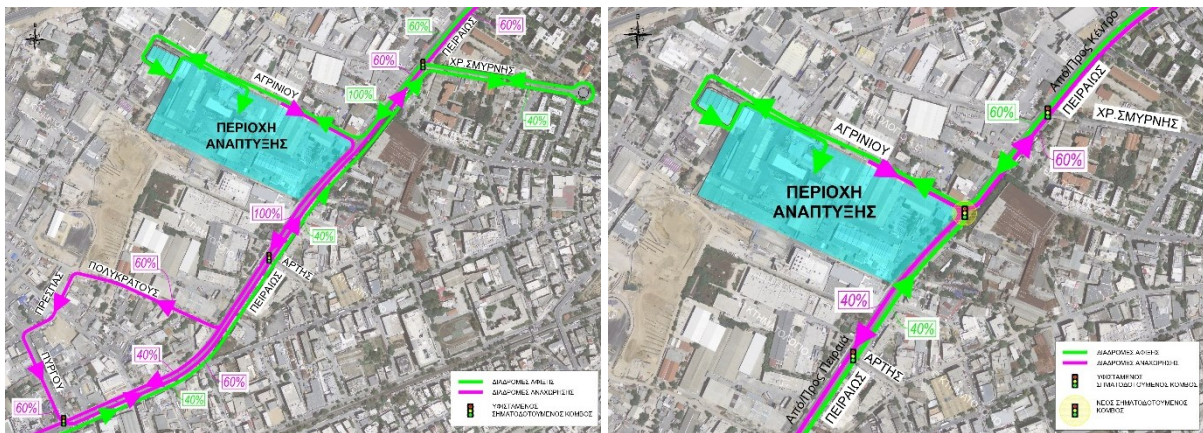 60%
60%
ΠΕΙΡΑΙΩΣ
60%
ΧΡ.ΣΜΥΡΝΗΣ
100%
40%
ΑΓΡΙΝΙΟΥ
ΠΕΡΙΟΧΗ
ΑΝΑΠΤΥΞΗΣ
100%
40%
ΑΡΤΗΣ
ΠΕΙΡΑΙΩΣ
60%
ΠΟΛΥΚΡΑΤΟΥΣ
ΠΡΕΣΠΑΣ
ΠΥΡΓΟΥ
40%
60%
40%
60%
ΔΙΑΔΡΟΜΕΣ ΑΦΙΞΗΣ
ΔΙΑΔΡΟΜΕΣ ΑΝΑΧΩΡΗΣΗΣ
ΥΦΙΣΤΑΜΕΝΟΣ
ΣΗΜΑΤΟΔΟΤΟΥΜΕΝΟΣ ΚΟΜΒΟΣ
Από/Προς Κέντρο
ΠΕΙΡΑΙΩΣ
60%
ΧΡ.ΣΜΥΡΝΗΣ
60%
ΑΓΡΙΝΙΟΥ
ΠΕΡΙΟΧΗ
ΑΝΑΠΤΥΞΗΣ
40%
40%
Από/Προς Πειραιά
ΑΡΤΗΣ
ΠΕΙΡΑΙΩΣ
ΔΙΑΔΡΟΜΕΣ ΑΦΙΞΗΣ
ΔΙΑΔΡΟΜΕΣ ΑΝΑΧΩΡΗΣΗΣ
ΥΦΙΣΤΑΜΕΝΟΣ
ΣΗΜΑΤΟΔΟΤΟΥΜΕΝΟΣ ΚΟΜΒΟΣ
ΝΕΟΣ ΣΗΜΑΤΟΔΟΤΟΥΜΕΝΟΣ
ΚΟΜΒΟΣ